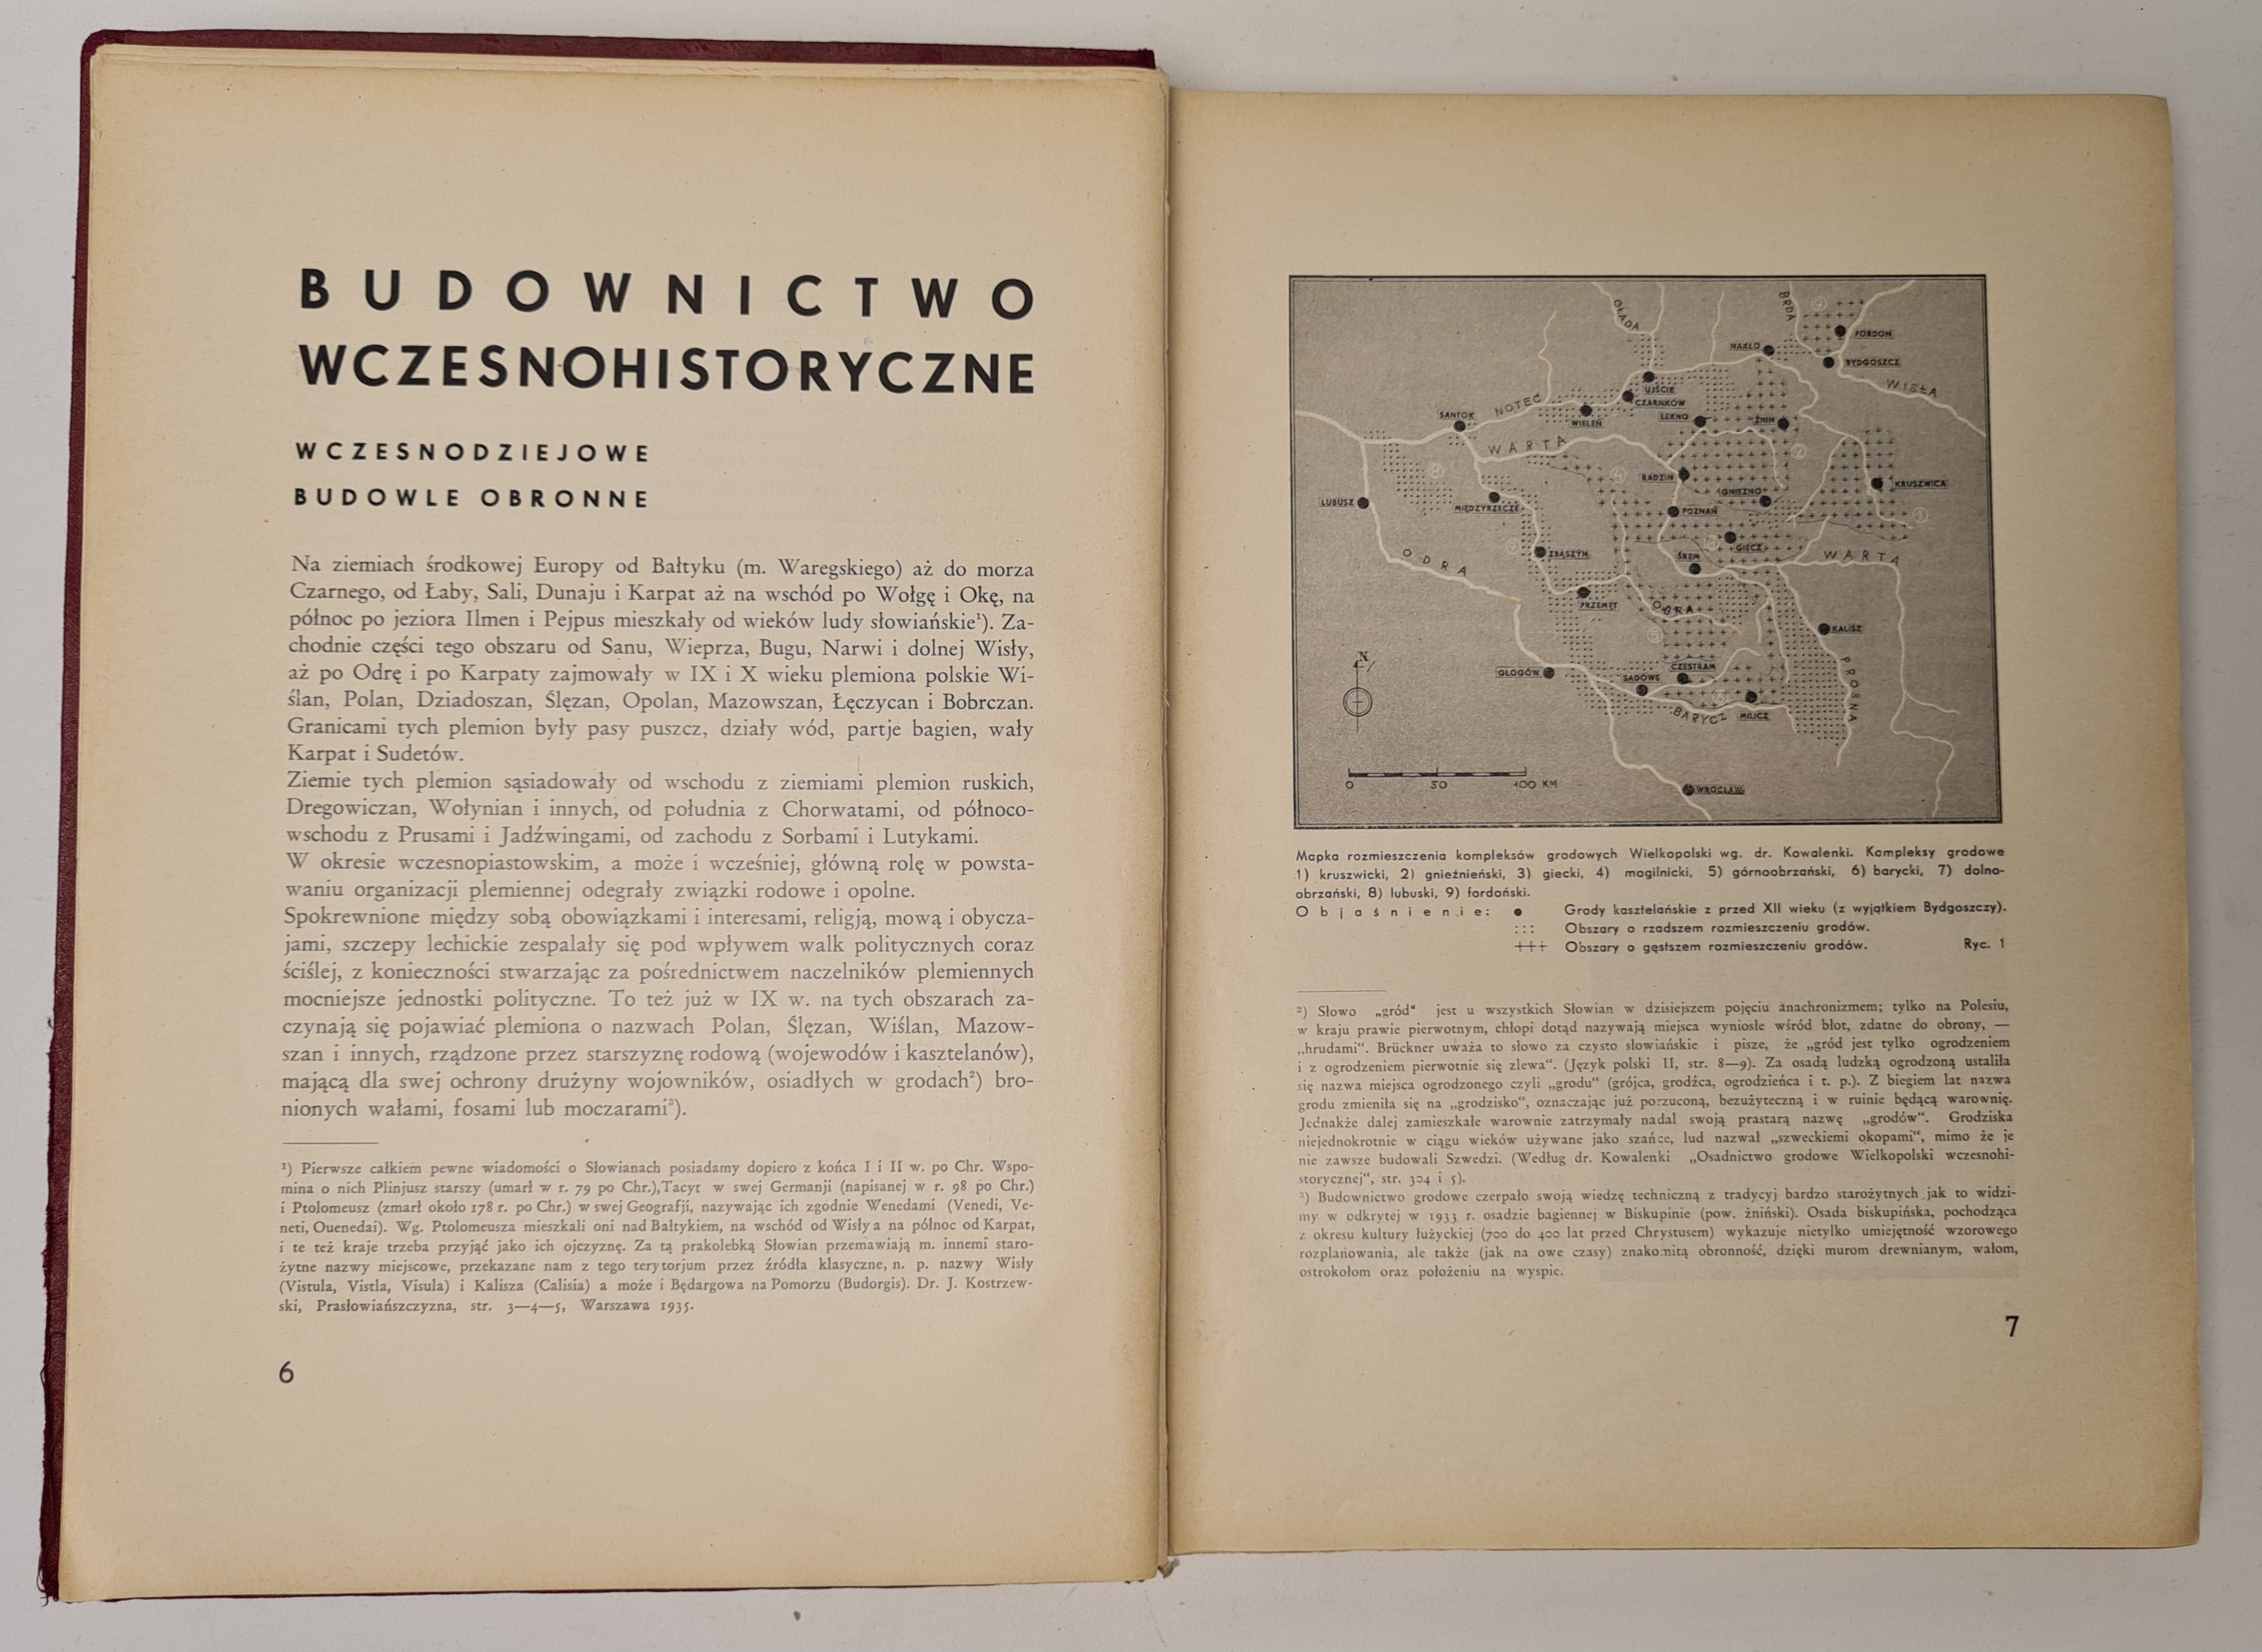 BUDOWNICTWO
WCZESNOHISTORYCZNE
WCZESNODZIEJOWE
BUDOWLE OBRONNE
Na ziemiach środkowej Europy od Bałtyku (m. Waregskiego) aż do morza
Czarnego, od Łaby, Sali, Dunaju i Karpat aż na wschód po Wołgę i Okę, na
północ po jeziora Ilmen i Pejpus mieszkały od wieków ludy słowiańskie¹). Za-
chodnie części tego obszaru od Sanu, Wieprza, Bugu, Narwi i dolnej Wisły,
aż po Odrę i po Karpaty zajmowały w IX i X wieku plemiona polskie Wi-
ślan, Polan, Dziadoszan, Ślęzan, Opolan, Mazowszan, Łęczycan i Bobrczan.
Granicami tych plemion były pasy puszcz, działy wód, partje bagien, wały
Karpat i Sudetów.
Ziemie tych plemion sąsiadowały od wschodu z ziemiami plemion ruskich,
Dregowiczan, Wołynian i innych, od południa z Chorwatami, od północo-
wschodu z Prusami i Jadźwingami, od zachodu z Sorbami i Lutykami.
W okresie wczesnopiastowskim, a może i wcześniej, główną rolę w powsta-
waniu organizacji plemiennej odegrały związki rodowe i opolne.
Spokrewnione między sobą obowiązkami i interesami, religją, mową i obycza-
jami, szczepy lechickie zespalały się pod wpływem walk politycznych coraz
ściślej, z konieczności stwarzając za pośrednictwem naczelników plemiennych
mocniejsze jednostki polityczne. To też już w IX w. na tych obszarach za-
czynają się pojawiać plemiona o nazwach Polan, Ślęzan, Wiślan, Mazow-
szan i innych, rządzone przez starszyznę rodową (wojewodów i kasztelanów),
mającą dla swej ochrony drużyny wojowników, osiadłych w grodach²) bro-
nionych wałami, fosami lub moczarami³).
¹) Pierwsze całkiem pewne wiadomości o Słowianach posiadamy dopiero z końca I i II w. po Chr. Wspo-
mina o nich Plinjusz starszy (umarł w r. 79 po Chr.),Tacyt w swej Germanji (napisanej w r. 98 po Chr.)
i Ptolomeusz (zmarł około 178 r. po Chr.) w swej Geografji, nazywając ich zgodnie Wenedami (Venedi, Ve-
neti, Ouenedai). Wg. Ptolomeusza mieszkali oni nad Bałtykiem, na wschód od Wisły a na północ od Karpat,
i te też kraje trzeba przyjąć jako ich ojczyznę. Za tą prakolebką Słowian przemawiają m. innemi staro-
żytne nazwy miejscowe, przekazane nam z tego terytorjum przez źródła klasyczne, n. p. nazwy Wisły
(Vistula, Vistla, Visula) i Kalisza (Calisia) a może i Będargowa na Pomorzu (Budorgis). Dr. J. Kostrzew-
ski, Prasłowiańszczyzna, str. 3—4—5, Warszawa 1935.
6
GŁADA
BRDA
9
FORDON
NAKŁO
BYDGOSZCZ
WISŁA
UJŚCIE
CZARNKÓW
NOTEĆ
SANTOK
WIELEŃ
ŁEKNO
ŻNIN
WARTA
2
8
4
RADZIM
GNIEZNO
KRUSZWICA
LUBUSZ
MIĘDZYRZECZE
POZNAŃ
1
ZBĄSZYŃ
GIECZ
ŚREM
WARTA
ODRA
PRZEMĘT
OBRA
5
KALISZ
N
GŁOGÓW
CZESTRAM
SĄDOWE
PROSNA
BARYCZ
MILICZ
0 50 100 KM
WROCŁAW
Mapka rozmieszczenia kompleksów grodowych Wielkopolski wg. dr. Kowalenki. Kompleksy grodowe
1) kruszwicki, 2) gnieźnieński, 3) giecki, 4) mogilnicki, 5) górnoobrzański, 6) barycki, 7) dolno-
obrzański, 8) lubuski, 9) fordoński.
Objaśnienie: ● Grody kasztelańskie z przed XII wieku (z wyjątkiem Bydgoszczy).
::: Obszary o rzadszem rozmieszczeniu grodów.
+++ Obszary o gęstszem rozmieszczeniu grodów. Ryc. 1
²) Słowo „gród“ jest u wszystkich Słowian w dzisiejszem pojęciu anachronizmem; tylko na Polesiu,
w kraju prawie pierwotnym, chłopi dotąd nazywają miejsca wyniosłe wśród błot, zdatne do obrony, —
„hrudami“. Brückner uważa to słowo za czysto słowiańskie i pisze, że „gród jest tylko ogrodzeniem
i z ogrodzeniem pierwotnie się zlewa“. (Język polski II, str. 8—9). Za osadą ludzką ogrodzoną ustaliła
się nazwa miejsca ogrodzonego czyli „grodu“ (grójca, grodźca, ogrodzieńca i t. p.). Z biegiem lat nazwa
grodu zmieniła się na „grodzisko“, oznaczając już porzuconą, bezużyteczną i w ruinie będącą warownię.
Jednakże dalej zamieszkałe warownie zatrzymały nadal swoją prastarą nazwę „grodów“. Grodziska
niejednokrotnie w ciągu wieków używane jako szańce, lud nazwał „szweckiemi okopami“, mimo że je
nie zawsze budowali Szwedzi. (Według dr. Kowalenki „Osadnictwo grodowe Wielkopolski wczesnohi-
storycznej“, str. 304 i 5).
³) Budownictwo grodowe czerpało swoją wiedzę techniczną z tradycyj bardzo starożytnych jak to widzi-
my w odkrytej w 1933 r. osadzie bagiennej w Biskupinie (pow. żniński). Osada biskupińska, pochodząca
z okresu kultury łużyckiej (700 do 400 lat przed Chrystusem) wykazuje nietylko umiejętność wzorowego
rozplanowania, ale także (jak na owe czasy) znakomitą obronność, dzięki murom drewnianym, wałom,
ostrokołom oraz położeniu na wyspie.
7